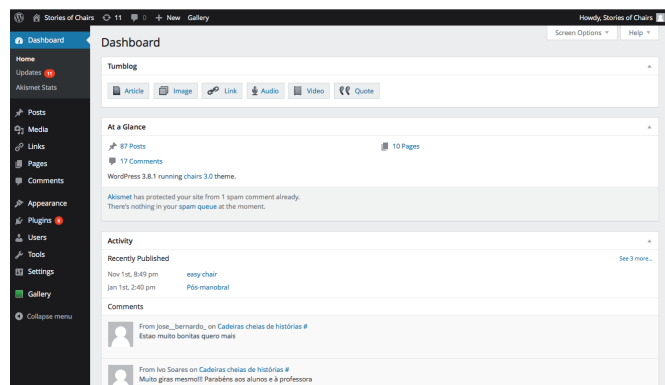 Stories of Chairs 11 0 + New Gallery Howdy, Stories of Chairs
Screen Options Help
Dashboard
Home
Updates 11
Akismet Stats
Posts
Media
Links
Pages
Comments
Appearance
Plugins
Users
Tools
Settings
Gallery
Collapse menu
Dashboard
Tumblog
Article Image Link Audio Video Quote
At a Glance
87 Posts 10 Pages
17 Comments
WordPress 3.8.1 running chairs 3.0 theme.
Akismet has protected your site from 1 spam comment already.
There's nothing in your spam queue at the moment.
Activity
Recently Published See 3 more...
Nov 1st, 8:49 pm easy chair
Jan 1st, 2:40 pm Pós-manobral
Comments
From Jose__bernardo_ on Cadeiras cheias de histórias #
Estao muito bonitas quero mais
From Ivo Soares on Cadeiras cheias de histórias #
Muito giras mesmo!!! Parabéns aos alunos e à professora